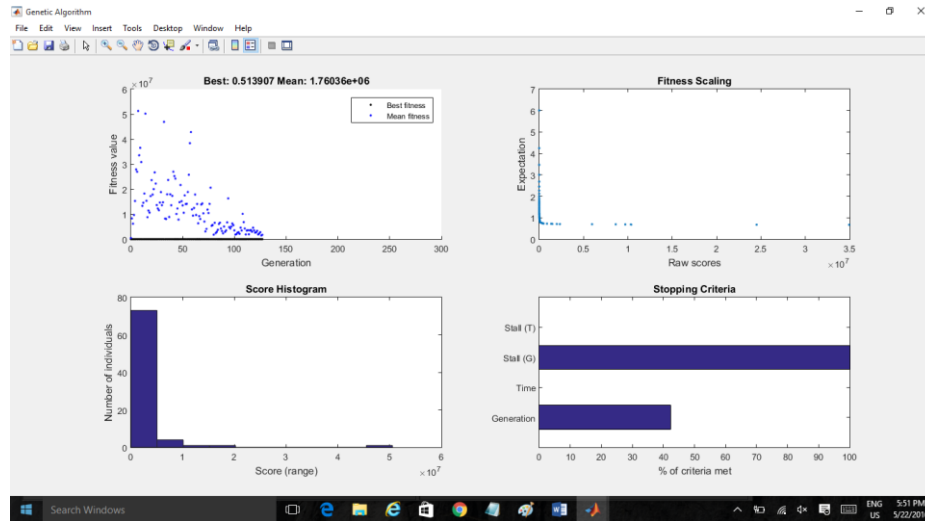 Genetic Algorithm
File Edit View Insert Tools Desktop Window Help
Best: 0.513907 Mean: 1.76036e+06
×10^7
6
5
4
3
2
1
0
Fitness value
Best fitness
Mean fitness
0 50 100 150 200 250 300
Generation
Fitness Scaling
7
6
5
4
3
2
1
0
Expectation
0 0.5 1 1.5 2 2.5 3 3.5
Raw scores
×10^7
Score Histogram
80
60
40
20
0
Number of individuals
0 1 2 3 4 5 6
Score (range)
×10^7
Stopping Criteria
Stall (T)
Stall (G)
Time
Generation
0 10 20 30 40 50 60 70 80 90 100
% of criteria met
Search Windows
ENG 5:51 PM
US